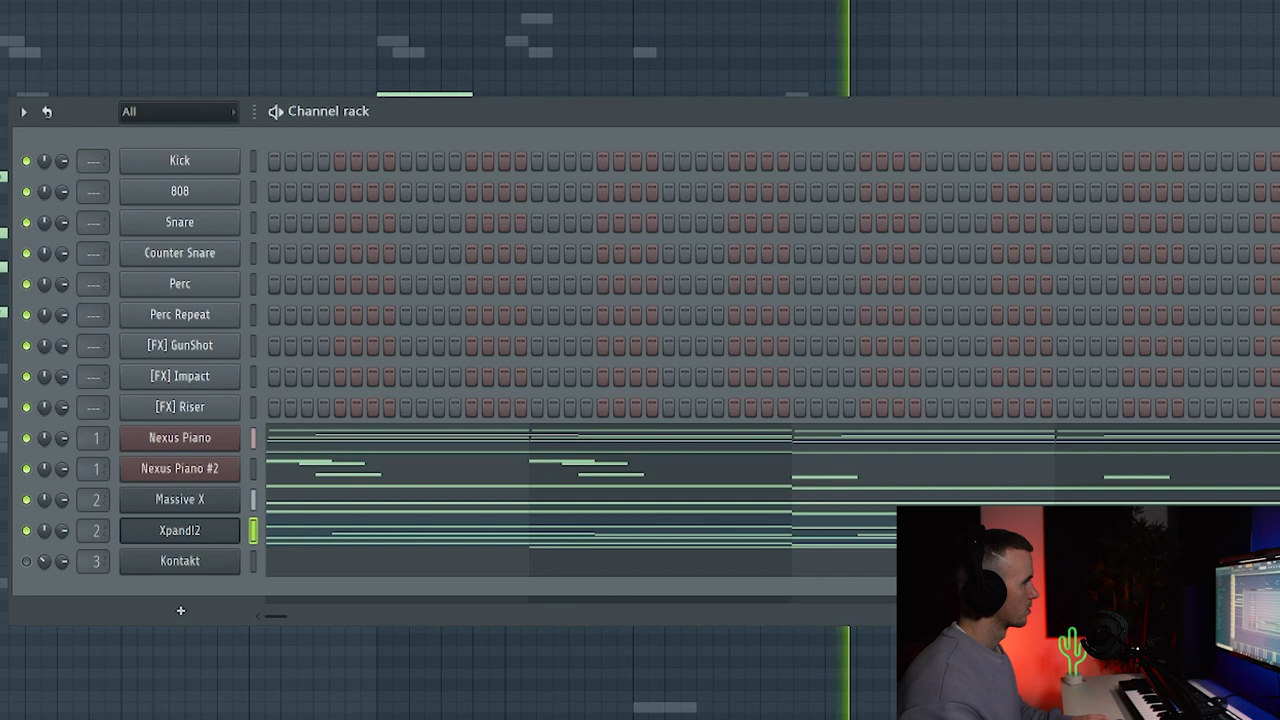 All
Channel rack
--- Kick
--- 808
--- Snare
--- Counter Snare
--- Perc
--- Perc Repeat
--- [FX] GunShot
--- [FX] Impact
--- [FX] Riser
1 Nexus Piano
1 Nexus Piano #2
2 Massive X
2 Xpand!2
3 Kontakt
+